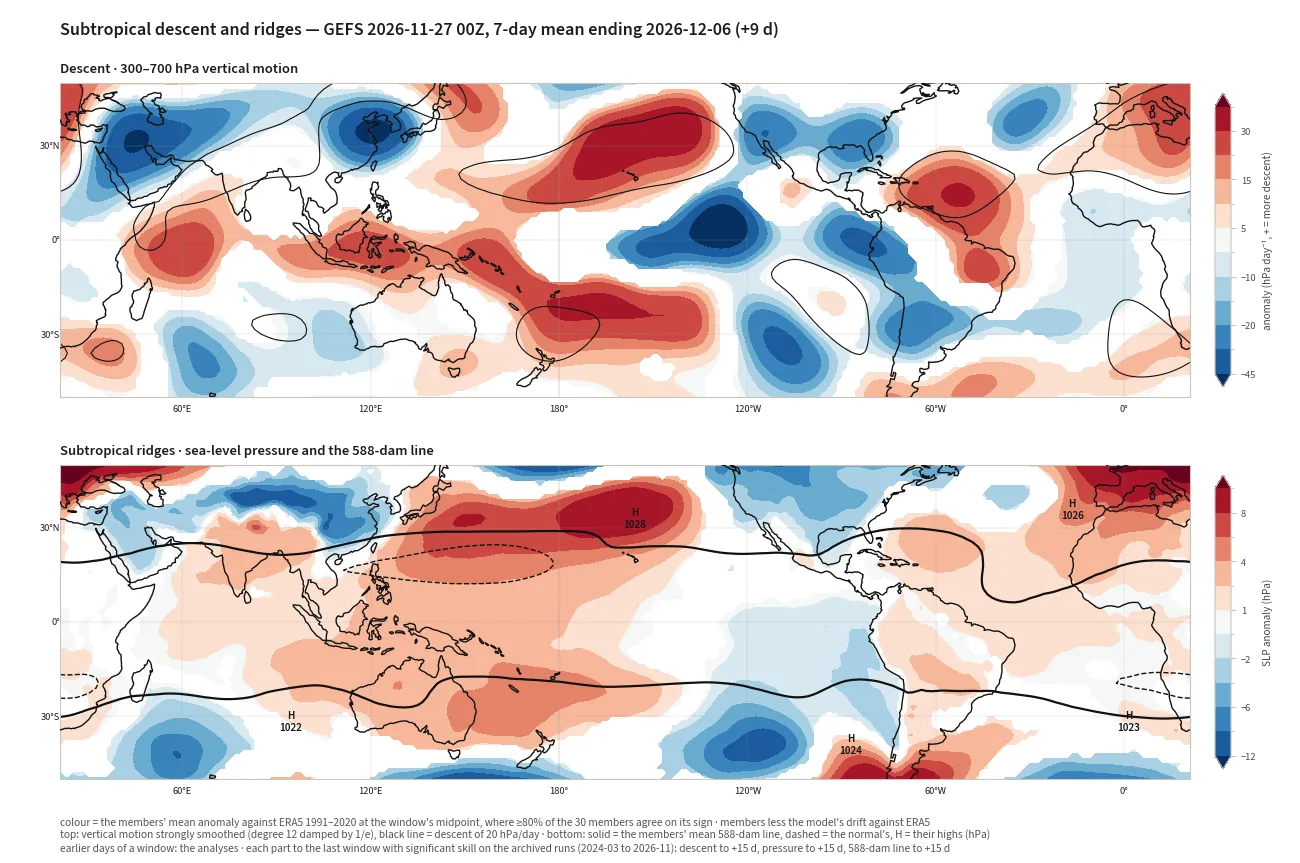 Subtropical descent and ridges — GEFS 2026-11-27 00Z, 7-day mean ending 2026-12-06 (+9 d)
Descent · 300–700 hPa vertical motion
30°N
0°
30°S
60°E
120°E
180°
120°W
60°W
0°
30
15
5
−10
−20
−45
anomaly (hPa day⁻¹, + = more descent)
Subtropical ridges · sea-level pressure and the 588-dam line
30°N
0°
30°S
H
1028
H
1026
H
1022
H
1024
H
1023
60°E
120°E
180°
120°W
60°W
0°
8
4
1
−2
−6
−12
SLP anomaly (hPa)
colour = the members' mean anomaly against ERA5 1991–2020 at the window's midpoint, where ≥80% of the 30 members agree on its sign · members less the model's drift against ERA5
top: vertical motion strongly smoothed (degree 12 damped by 1/e), black line = descent of 20 hPa/day · bottom: solid = the members' mean 588-dam line, dashed = the normal's, H = their highs (hPa)
earlier days of a window: the analyses · each part to the last window with significant skill on the archived runs (2024-03 to 2026-11): descent to +15 d, pressure to +15 d, 588-dam line to +15 d